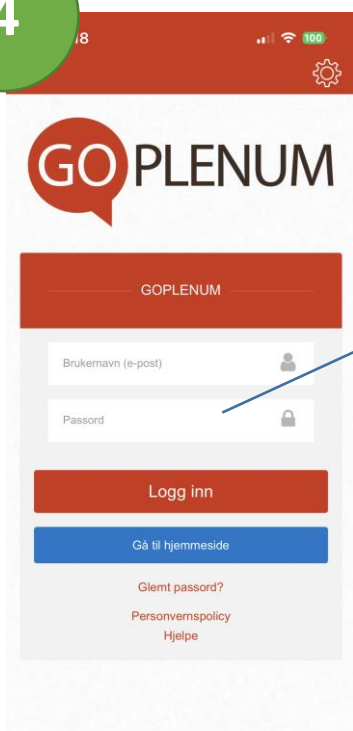 4
18
100
GOPLENUM
GOPLENUM
Brukernavn (e-post)
Passord
Logg inn
Gå til hjemmeside
Glemt passord?
Personvernspolicy
Hjelpe